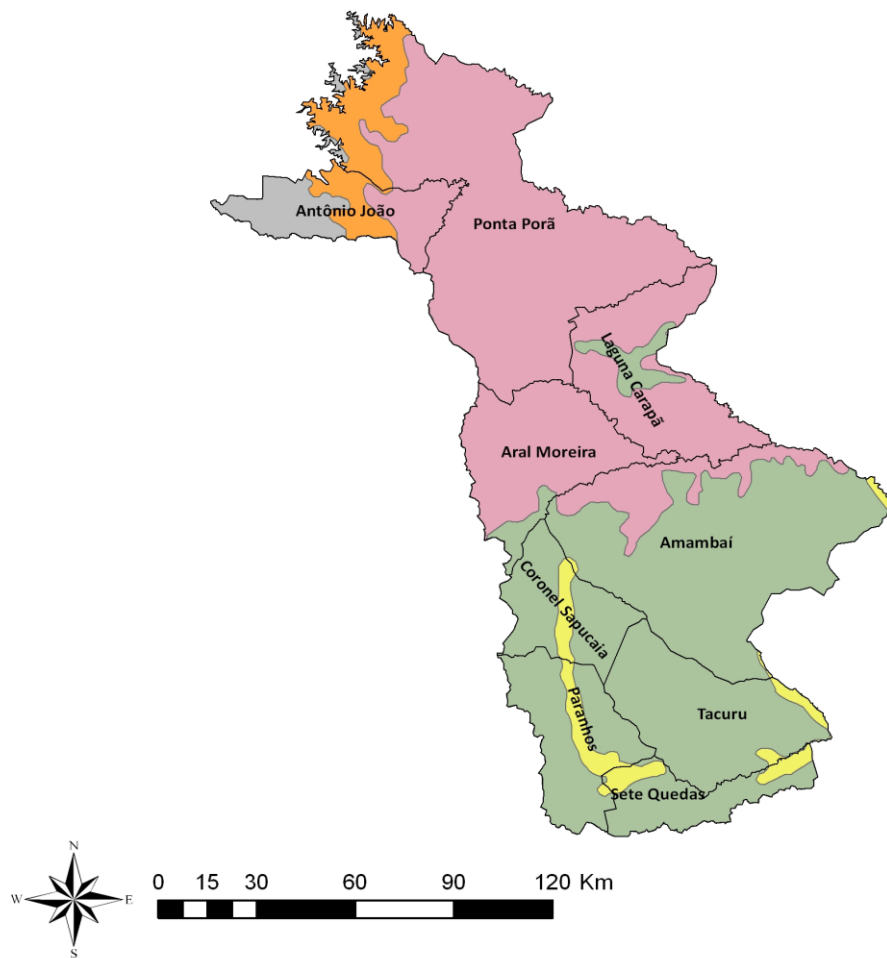 Antônio João
Ponta Porã
Laguna Carapã
Aral Moreira
Amambaí
Coronel Sapucaia
Paranhos
Tacuru
Sete Quedas
N
W E
S
0 15 30 60 90 120 Km